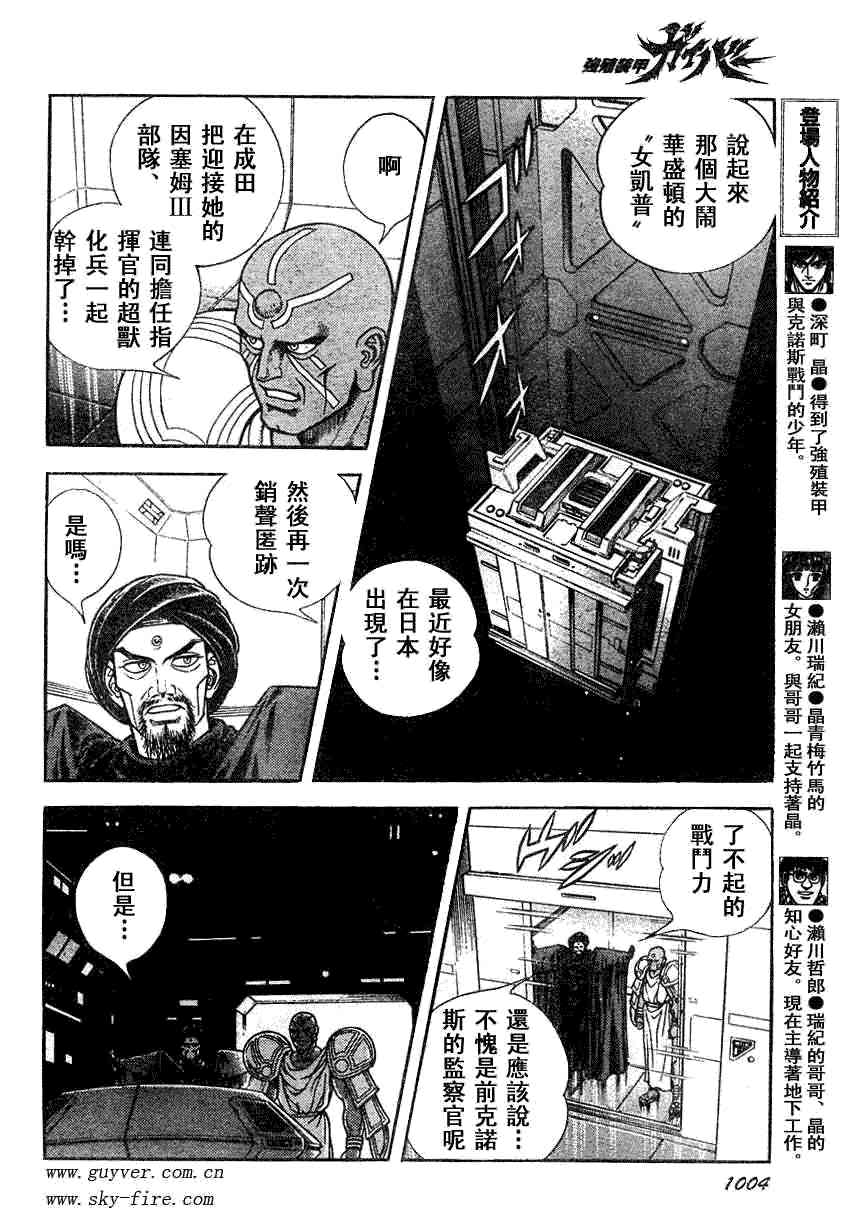 強殖装甲ガイバー
登場人物紹介
●深町 晶●得到了強殖裝甲
與克諾斯戰鬥的少年。
●瀨川瑞紀●晶青梅竹馬的
女朋友。與哥哥一起支持著晶。
●瀨川哲郎●瑞紀的哥哥、晶的
知心好友。現在主導著地下工作。
說起來
那個大鬧
華盛頓的
〝女凱普〞
最近好像
在日本
出現了…
啊
在成田
把迎接她的
因塞姆Ⅲ
部隊、
連同擔任指
揮官的超獸
化兵一起
幹掉了…
然後再一次
銷聲匿跡
是嗎…
了不起的
戰鬥力
還是應該說…
不愧是前克諾
斯的監察官呢
但是…
www.guyver.com.cn
www.sky-fire.com
1004